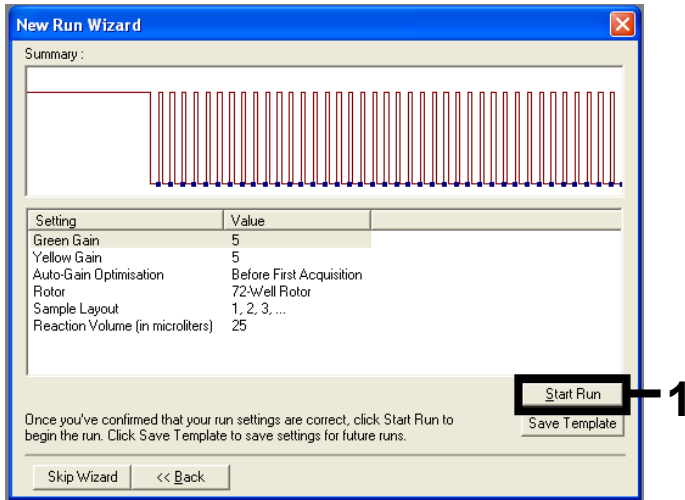 New Run Wizard
Summary :
Setting Value
Green Gain 5
Yellow Gain 5
Auto-Gain Optimisation Before First Acquisition
Rotor 72-Well Rotor
Sample Layout 1, 2, 3, ...
Reaction Volume (in microliters) 25
Start Run
1
Once you've confirmed that your run settings are correct, click Start Run to
begin the run. Click Save Template to save settings for future runs.
Save Template
Skip Wizard << Back